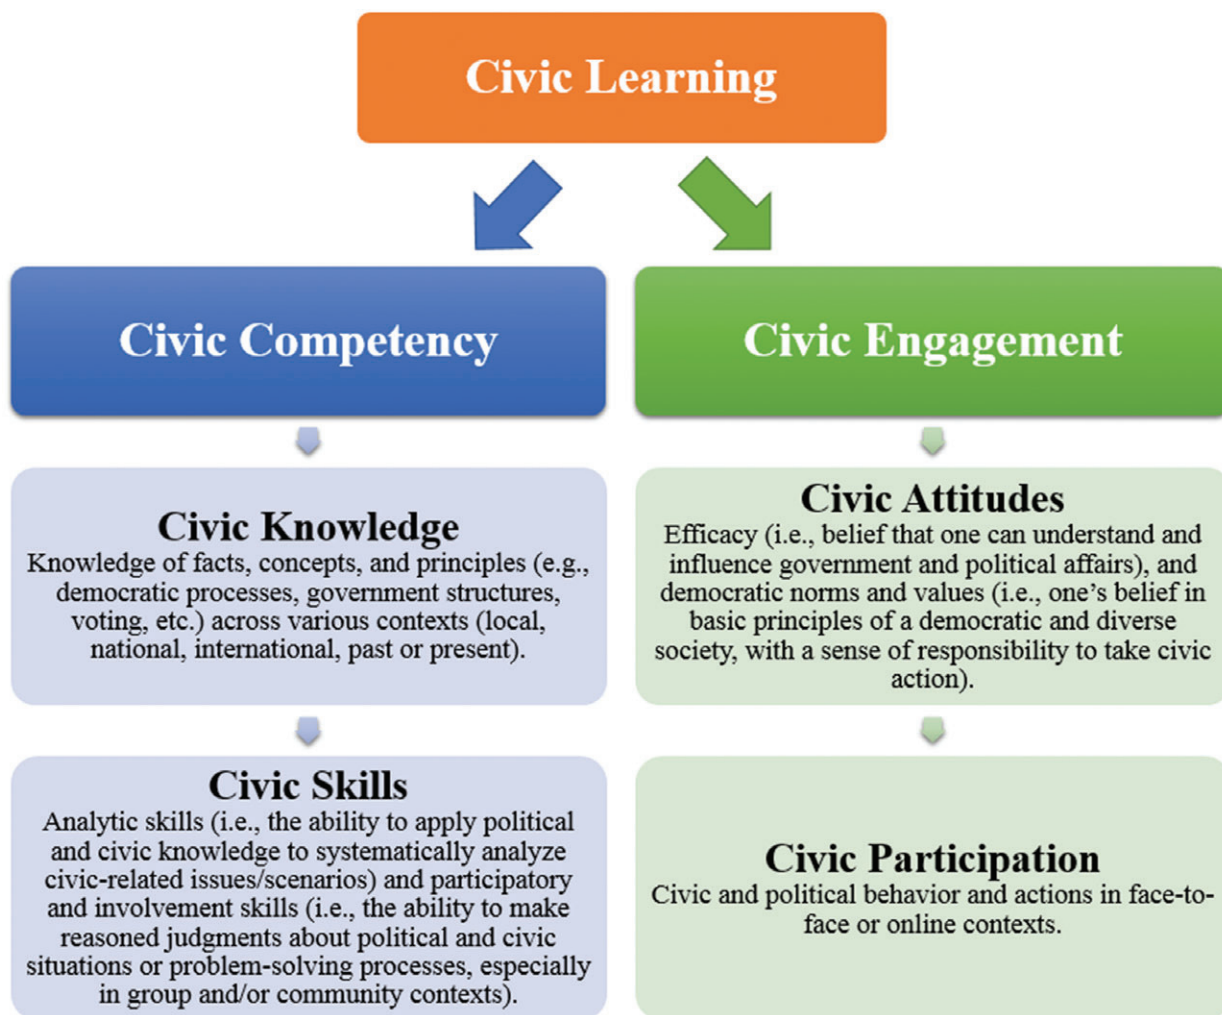 Civic Learning
Civic Competency
Civic Knowledge
Knowledge of facts, concepts, and principles (e.g.,
democratic processes, government structures,
voting, etc.) across various contexts (local,
national, international, past or present).
Civic Skills
Analytic skills (i.e., the ability to apply political
and civic knowledge to systematically analyze
civic-related issues/scenarios) and participatory
and involvement skills (i.e., the ability to make
reasoned judgments about political and civic
situations or problem-solving processes, especially
in group and/or community contexts).
Civic Engagement
Civic Attitudes
Efficacy (i.e., belief that one can understand and
influence government and political affairs), and
democratic norms and values (i.e., one’s belief in
basic principles of a democratic and diverse
society, with a sense of responsibility to take civic
action).
Civic Participation
Civic and political behavior and actions in face-to-
face or online contexts.